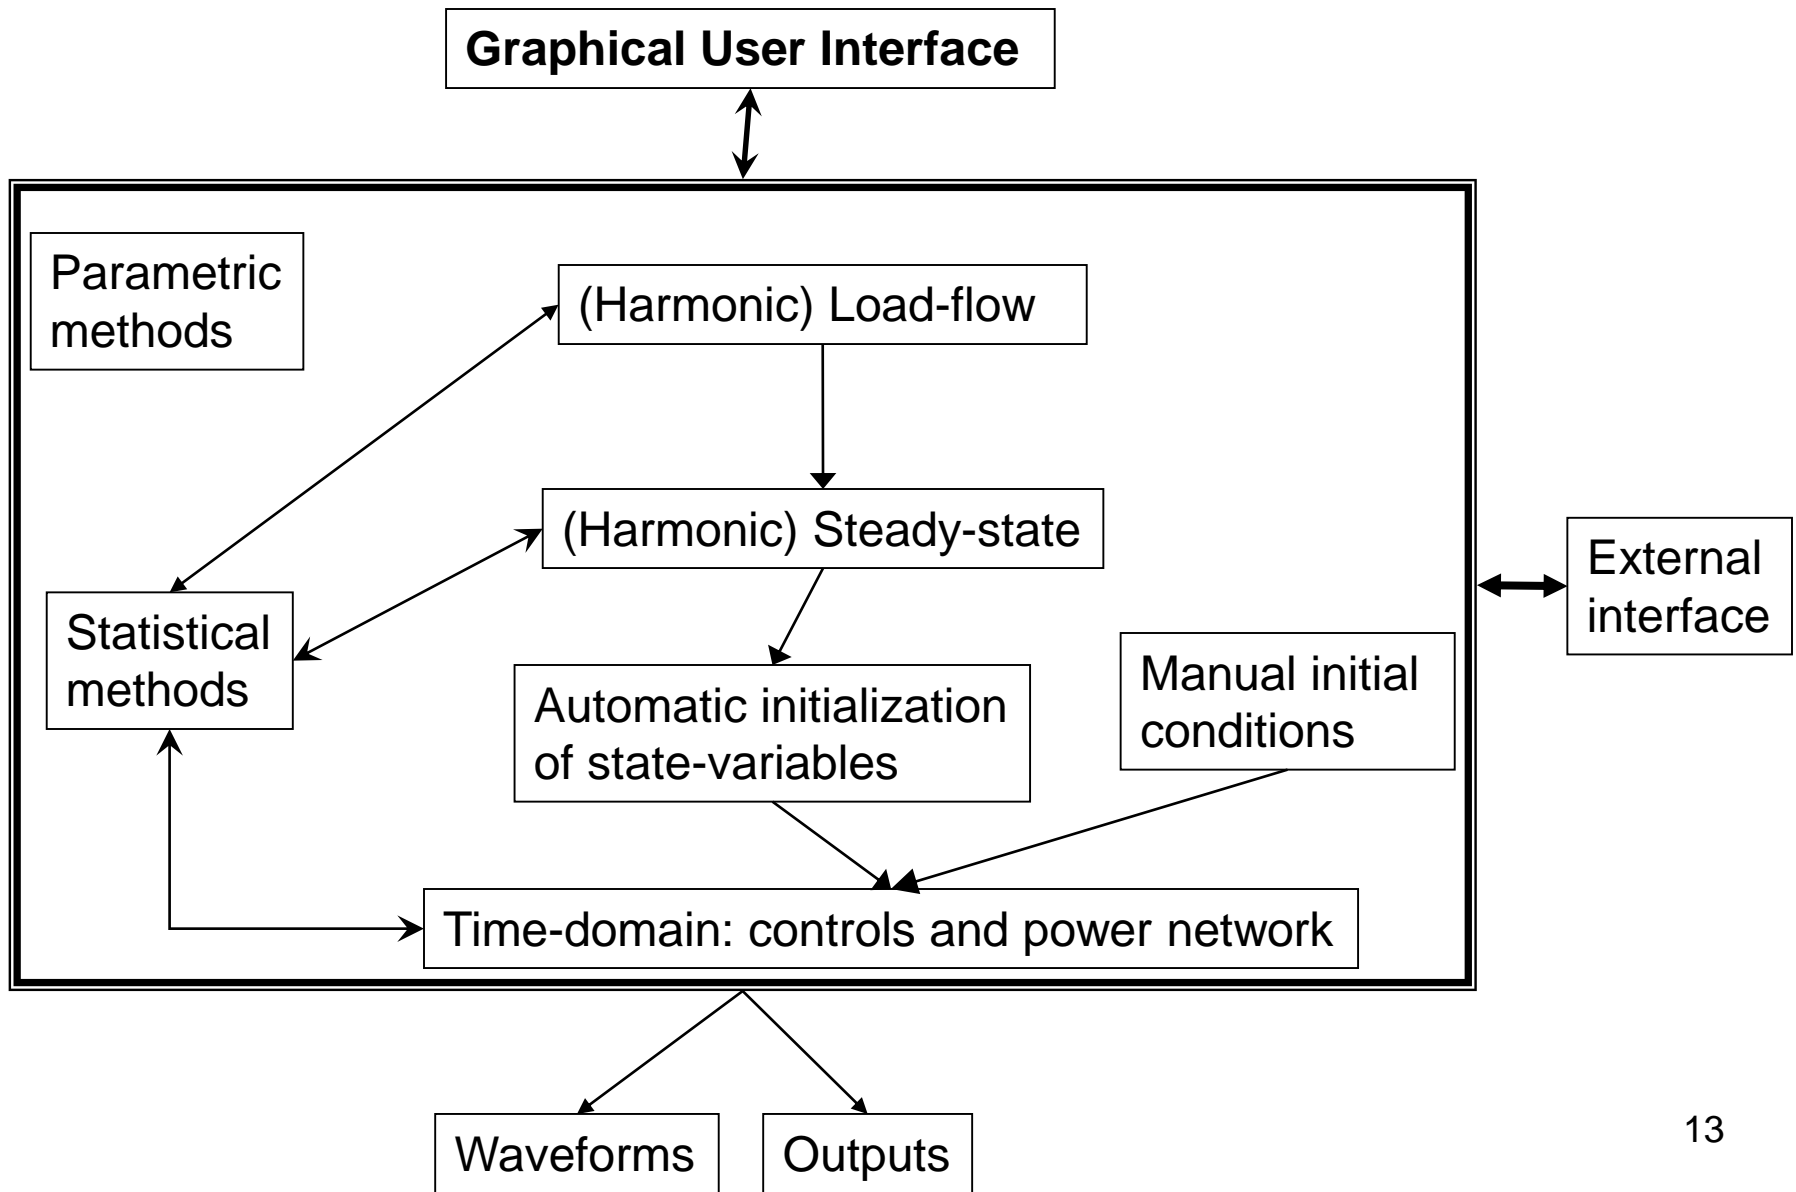 Graphical User Interface
Parametric
methods
(Harmonic) Load-flow
(Harmonic) Steady-state
External
interface
Statistical
methods
Manual initial
conditions
Automatic initialization
of state-variables
Time-domain: controls and power network
Waveforms
Outputs
13